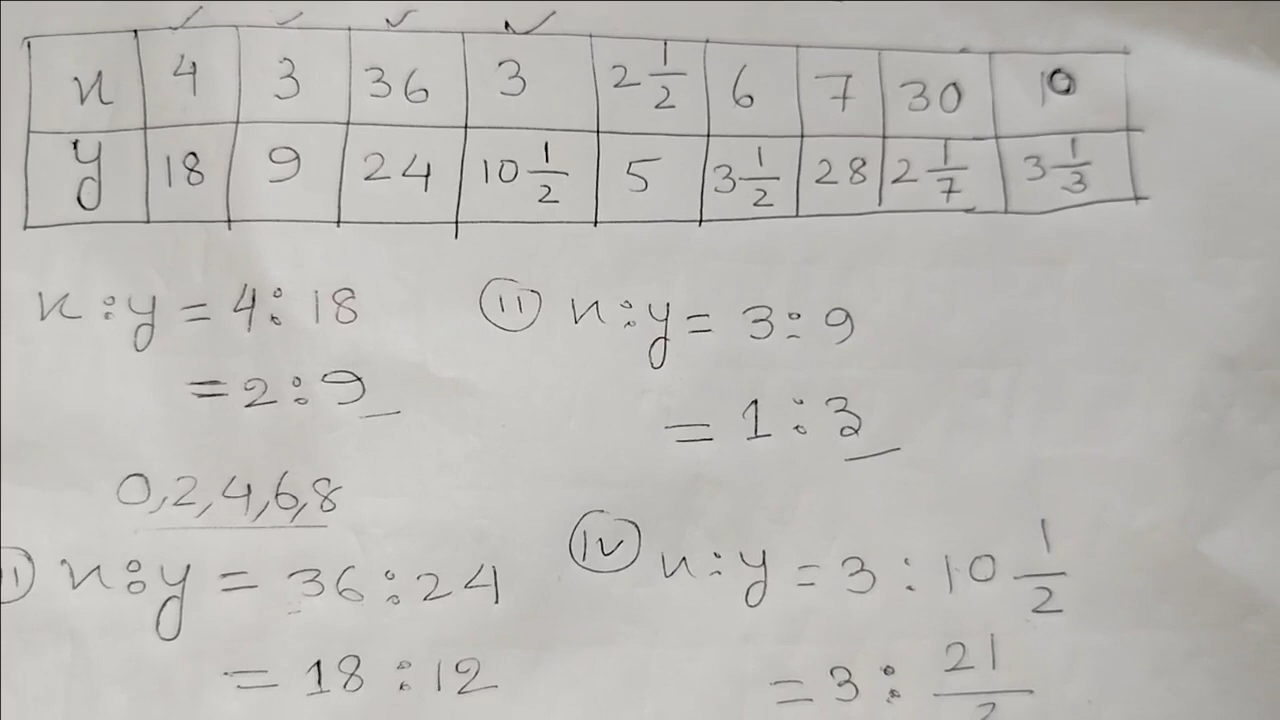 x 4 3 36 3 2 1/2 6 7 30 10
y 18 9 24 10 1/2 5 3 1/2 28 2 1/7 3 1/3
x : y = 4 : 18
= 2 : 9
(ii) x : y = 3 : 9
= 1 : 3
0,2,4,6,8
x : y = 36 : 24
= 18 : 12
(iv) x : y = 3 : 10 1/2
= 3 : 21/2